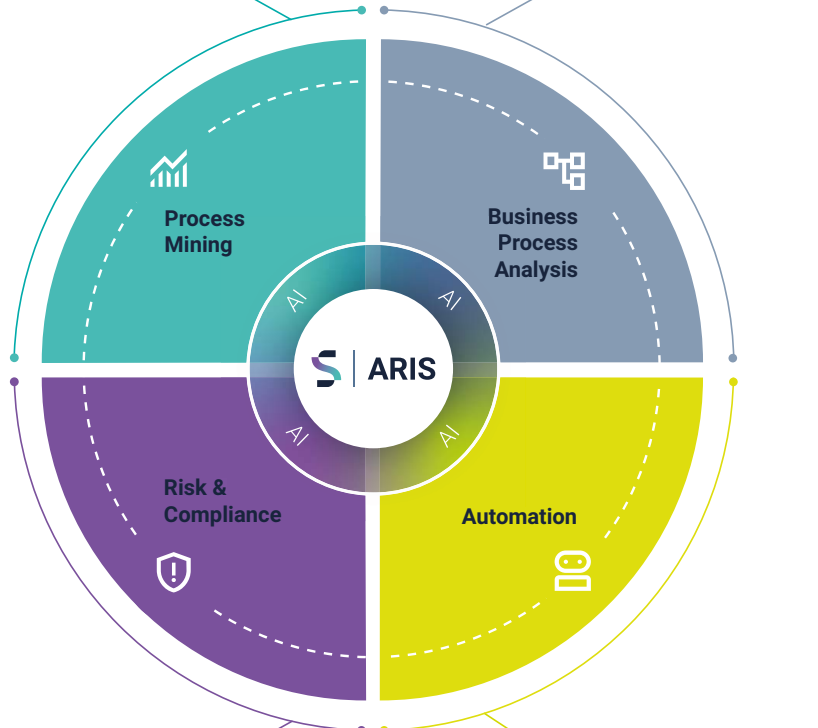 Process
Mining
Business
Process
Analysis
AI
AI
ARIS
AI
AI
Risk &
Compliance
Automation